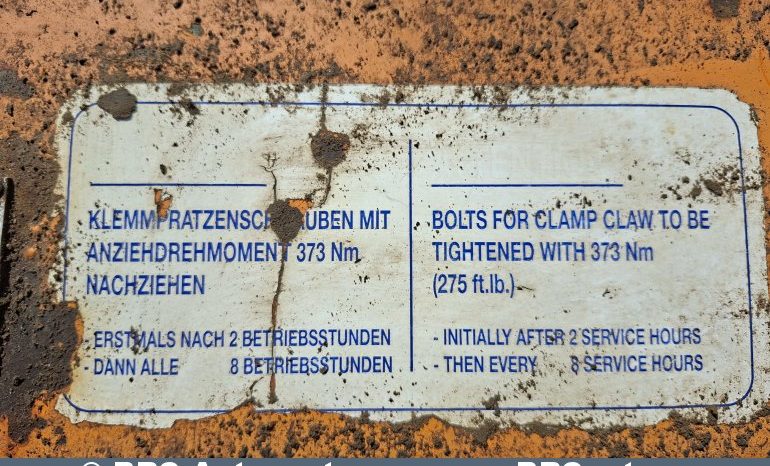 KLEMMPRATZENSCHRAUBEN MIT
ANZIEHDREHMOMENT 373 Nm
NACHZIEHEN
- ERSTMALS NACH 2 BETRIEBSSTUNDEN
- DANN ALLE 8 BETRIEBSSTUNDEN
BOLTS FOR CLAMP CLAW TO BE
TIGHTENED WITH 373 Nm
(275 ft.lb.)
- INITIALLY AFTER 2 SERVICE HOURS
- THEN EVERY 8 SERVICE HOURS